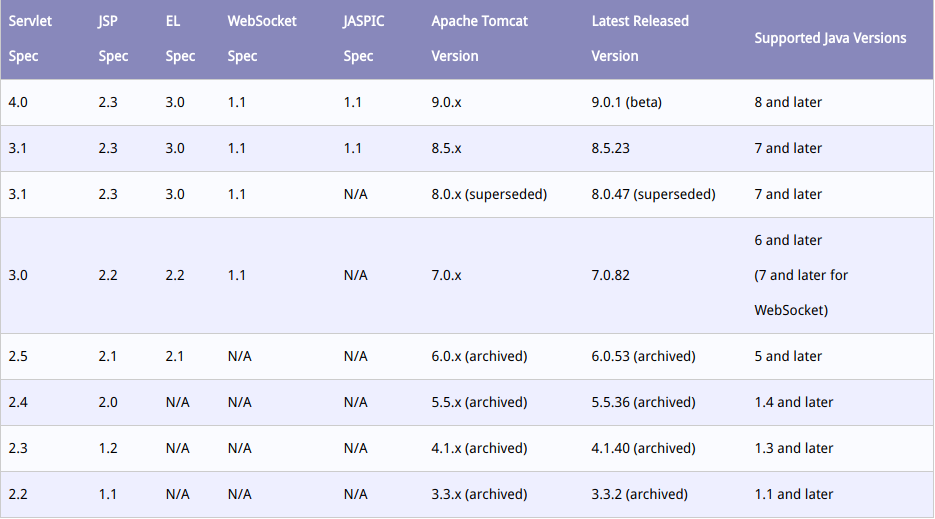 Servlet Spec JSP Spec EL Spec WebSocket Spec JASPIC Spec Apache Tomcat Version Latest Released Version Supported Java Versions
4.0 2.3 3.0 1.1 1.1 9.0.x 9.0.1 (beta) 8 and later
3.1 2.3 3.0 1.1 1.1 8.5.x 8.5.23 7 and later
3.1 2.3 3.0 1.1 N/A 8.0.x (superseded) 8.0.47 (superseded) 7 and later
3.0 2.2 2.2 1.1 N/A 7.0.x 7.0.82 6 and later
(7 and later for
WebSocket)
2.5 2.1 2.1 N/A N/A 6.0.x (archived) 6.0.53 (archived) 5 and later
2.4 2.0 N/A N/A N/A 5.5.x (archived) 5.5.36 (archived) 1.4 and later
2.3 1.2 N/A N/A N/A 4.1.x (archived) 4.1.40 (archived) 1.3 and later
2.2 1.1 N/A N/A N/A 3.3.x (archived) 3.3.2 (archived) 1.1 and later